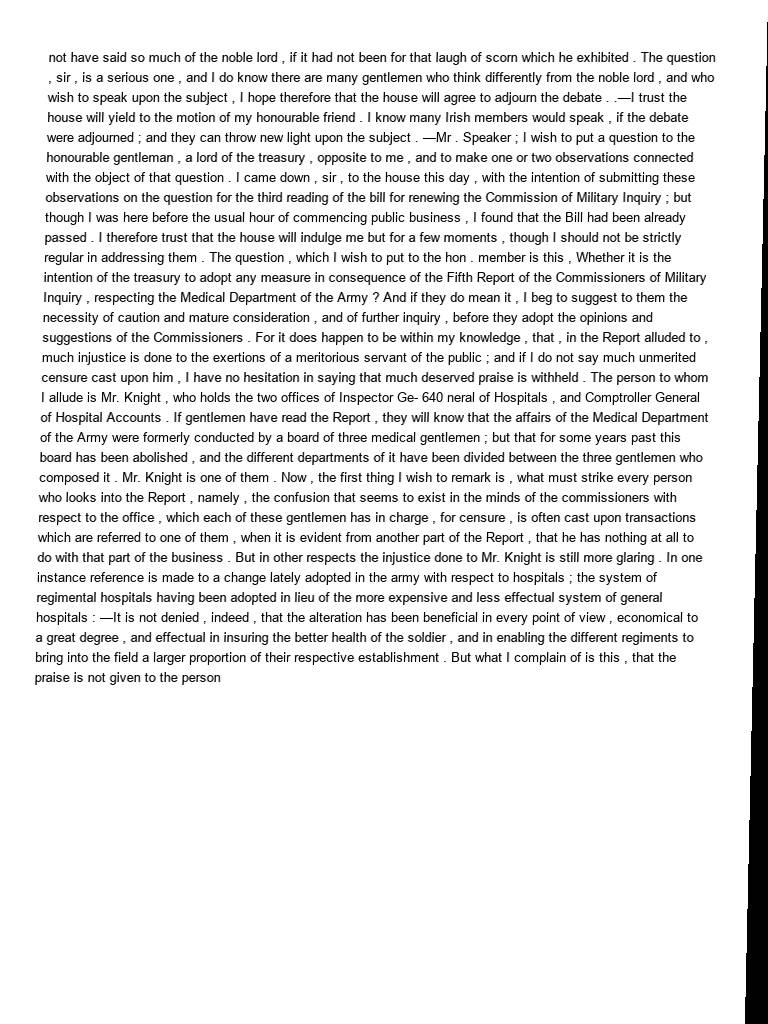 not have said so much of the noble lord , if it had not been for that laugh of scorn which he exhibited . The question
, sir , is a serious one , and I do know there are many gentlemen who think differently from the noble lord , and who
wish to speak upon the subject , I hope therefore that the house will agree to adjourn the debate . .—I trust the
house will yield to the motion of my honourable friend . I know many Irish members would speak , if the debate
were adjourned ; and they can throw new light upon the subject . —Mr . Speaker ; I wish to put a question to the
honourable gentleman , a lord of the treasury , opposite to me , and to make one or two observations connected
with the object of that question . I came down , sir , to the house this day , with the intention of submitting these
observations on the question for the third reading of the bill for renewing the Commission of Military Inquiry ; but
though I was here before the usual hour of commencing public business , I found that the Bill had been already
passed . I therefore trust that the house will indulge me but for a few moments , though I should not be strictly
regular in addressing them . The question , which I wish to put to the hon . member is this , Whether it is the
intention of the treasury to adopt any measure in consequence of the Fifth Report of the Commissioners of Military
Inquiry , respecting the Medical Department of the Army ? And if they do mean it , I beg to suggest to them the
necessity of caution and mature consideration , and of further inquiry , before they adopt the opinions and
suggestions of the Commissioners . For it does happen to be within my knowledge , that , in the Report alluded to ,
much injustice is done to the exertions of a meritorious servant of the public ; and if I do not say much unmerited
censure cast upon him , I have no hesitation in saying that much deserved praise is withheld . The person to whom
I allude is Mr. Knight , who holds the two offices of Inspector Ge- 640 neral of Hospitals , and Comptroller General
of Hospital Accounts . If gentlemen have read the Report , they will know that the affairs of the Medical Department
of the Army were formerly conducted by a board of three medical gentlemen ; but that for some years past this
board has been abolished , and the different departments of it have been divided between the three gentlemen who
composed it . Mr. Knight is one of them . Now , the first thing I wish to remark is , what must strike every person
who looks into the Report , namely , the confusion that seems to exist in the minds of the commissioners with
respect to the office , which each of these gentlemen has in charge , for censure , is often cast upon transactions
which are referred to one of them , when it is evident from another part of the Report , that he has nothing at all to
do with that part of the business . But in other respects the injustice done to Mr. Knight is still more glaring . In one
instance reference is made to a change lately adopted in the army with respect to hospitals ; the system of
regimental hospitals having been adopted in lieu of the more expensive and less effectual system of general
hospitals : —It is not denied , indeed , that the alteration has been beneficial in every point of view , economical to
a great degree , and effectual in insuring the better health of the soldier , and in enabling the different regiments to
bring into the field a larger proportion of their respective establishment . But what I complain of is this , that the
praise is not given to the person